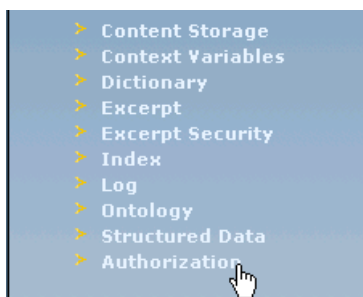 Content Storage
Context Variables
Dictionary
Excerpt
Excerpt Security
Index
Log
Ontology
Structured Data
Authorization